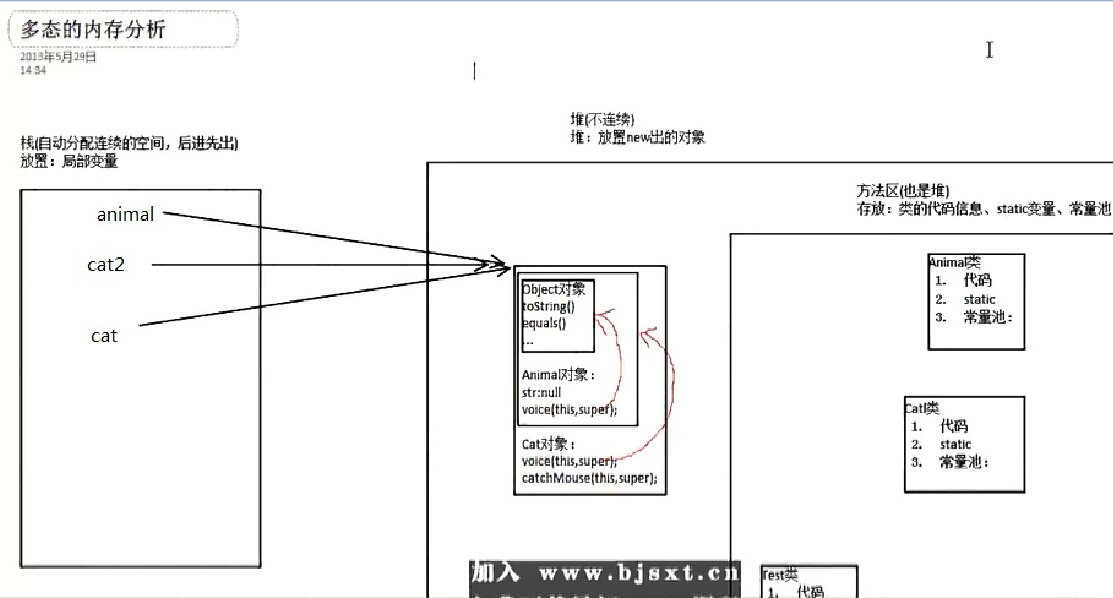 多态的内存分析
2013年5月29日
14:34
栈(自动分配连续的空间，后进先出)
放置：局部变量
animal
cat2
cat
堆(不连续)
堆：放置new出的对象
方法区(也是堆)
存放：类的代码信息、static变量、常量池
Object对象
toString()
equals()
...
Animal对象：
str:null
voice(this,super);
Cat对象：
voice(this,super);
catchMouse(this,super);
Animal类
1. 代码
2. static
3. 常量池：
Catl类
1. 代码
2. static
3. 常量池：
Test类
1. 代码
加入 www.bjsxt.cn